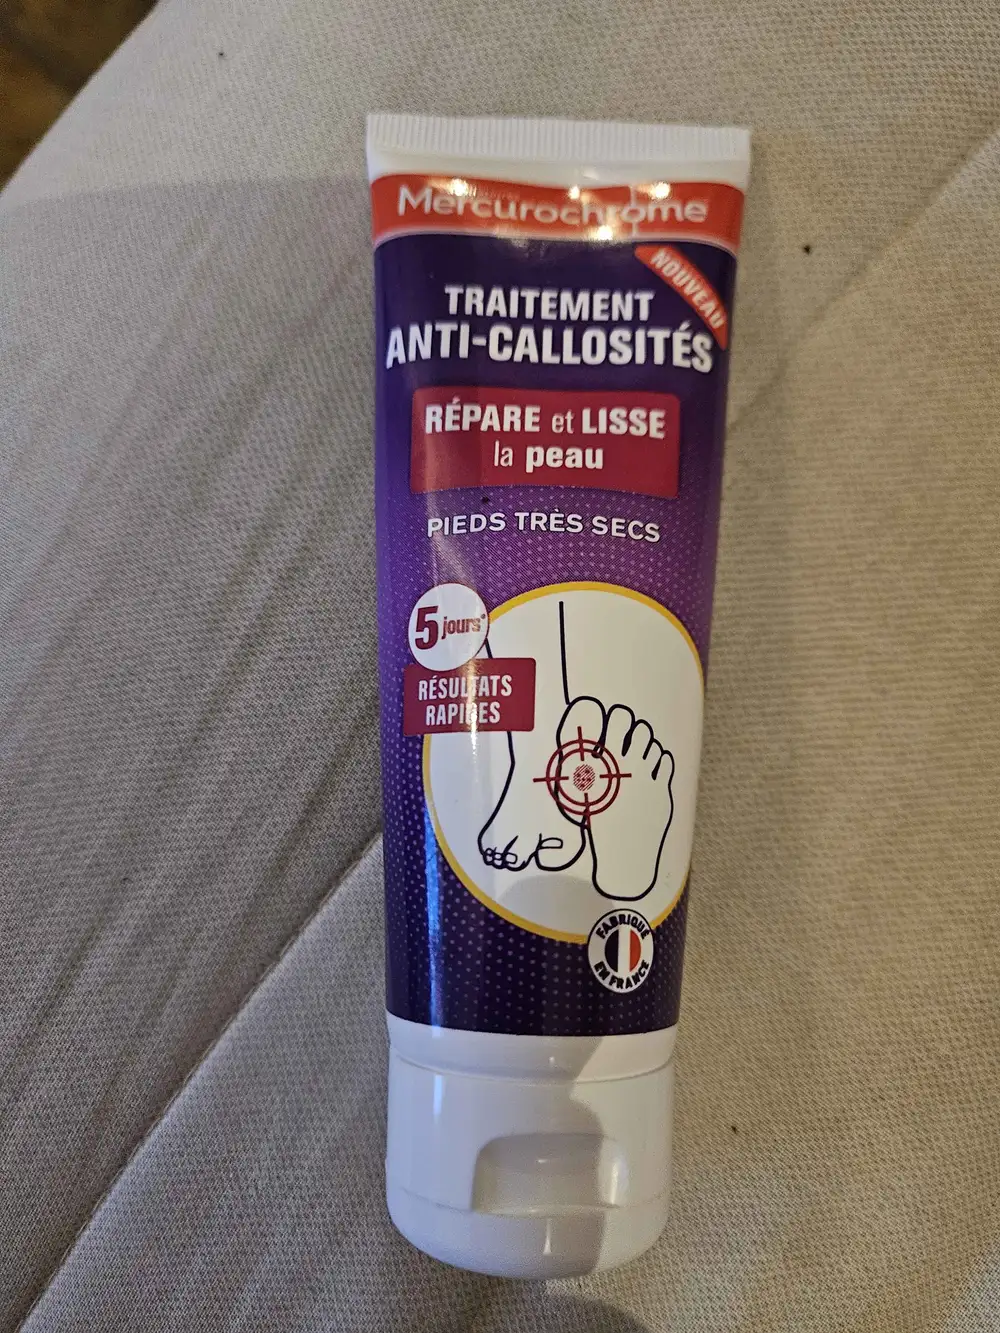 Mercurochrome
NOUVEAU
TRAITEMENT
ANTI-CALLOSITÉS
RÉPARE et LISSE
la peau
PIEDS TRÈS SECS
5 jours*
RÉSULTATS
RAPIDES
FABRIQUÉ
EN FRANCE